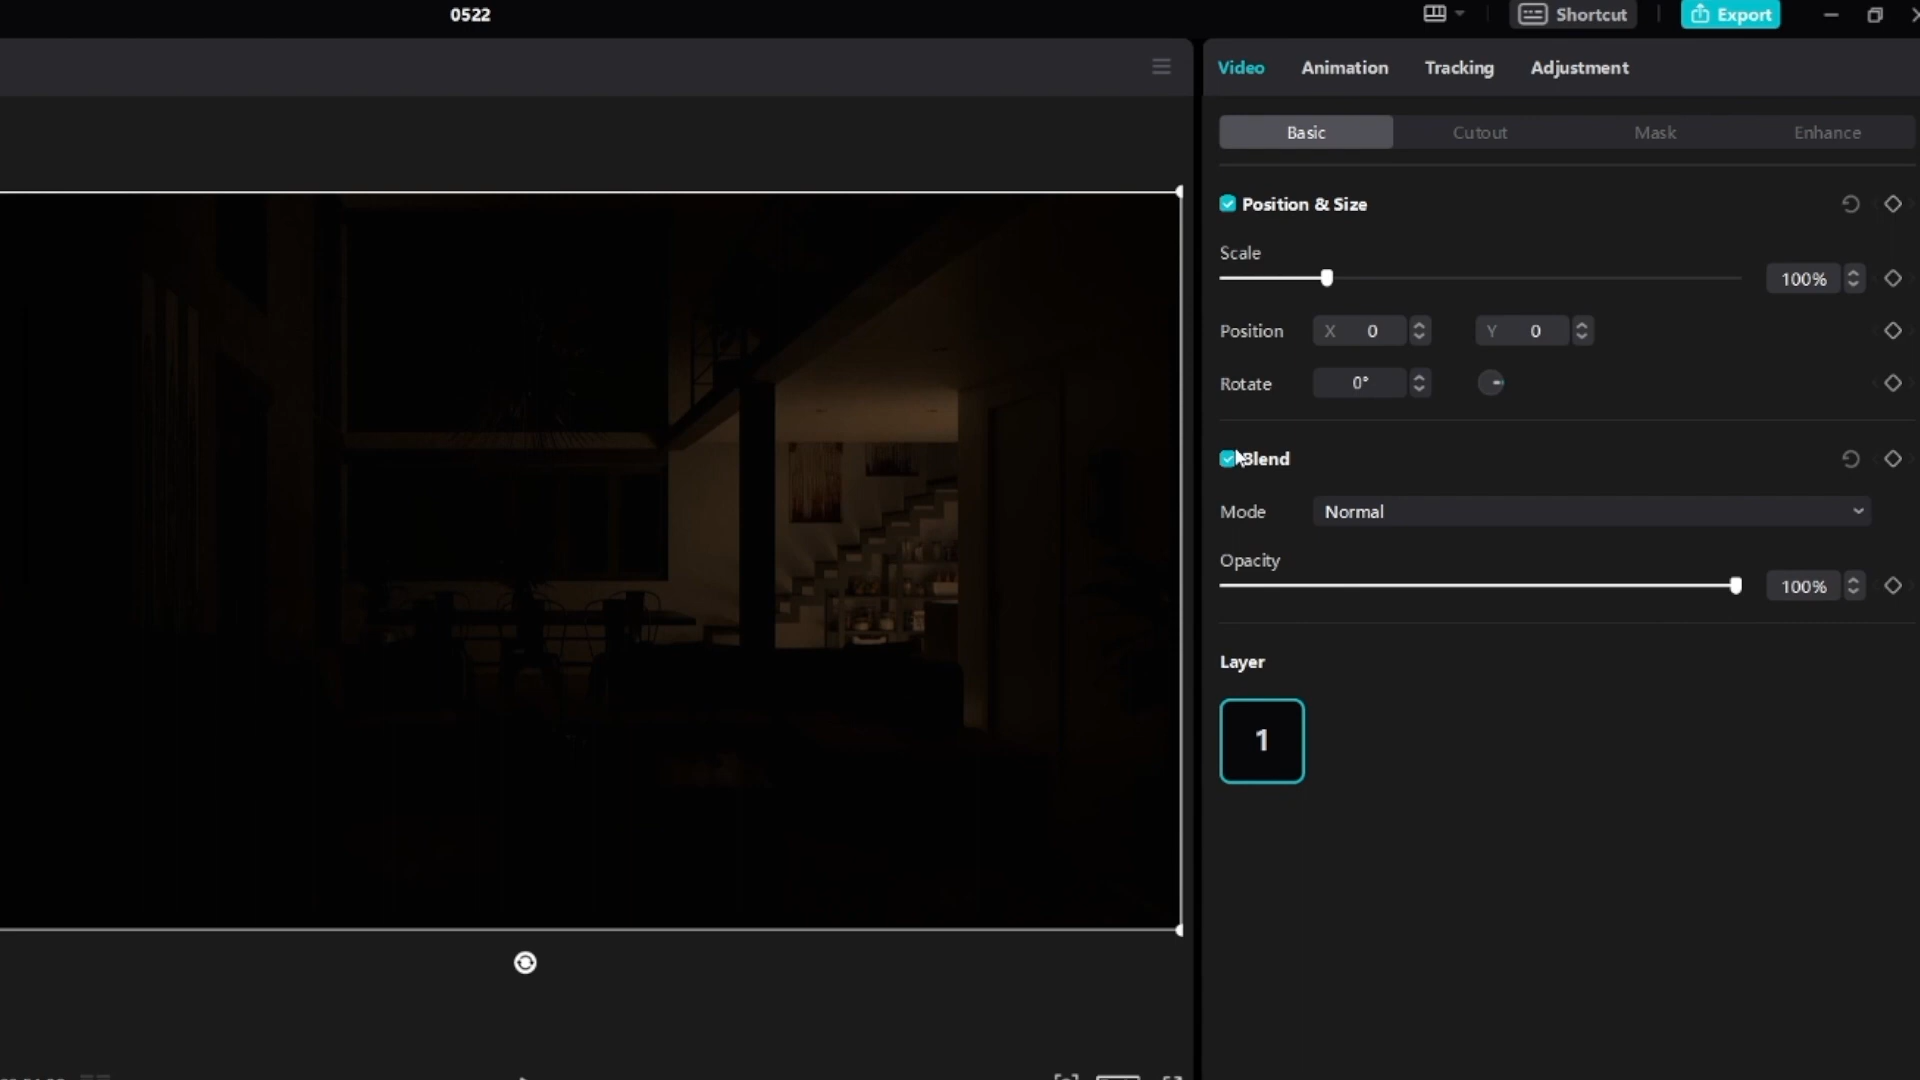 0522
Shortcut
Export
Video Animation Tracking Adjustment
Basic Cutout Mask Enhance
Position & Size
Scale
100%
Position X 0 Y 0
Rotate 0°
Blend
Mode Normal
Opacity
100%
Layer
1